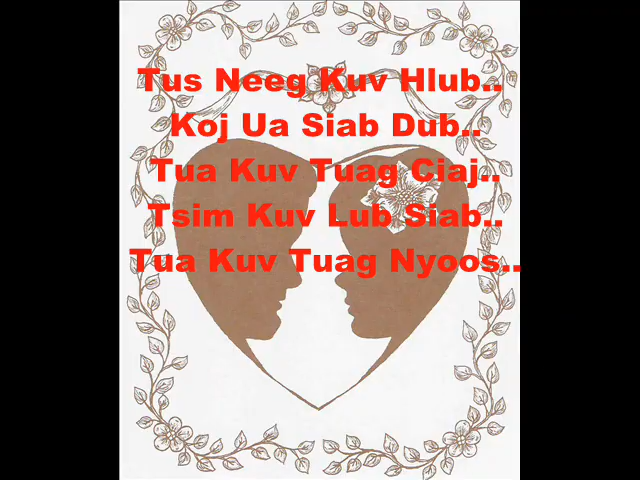 Tus Neeg Kuv Hlub..
Koj Ua Siab Dub..
Tua Kuv Tuag Ciaj..
Tsim Kuv Lub Siab..
Tua Kuv Tuag Nyoos..